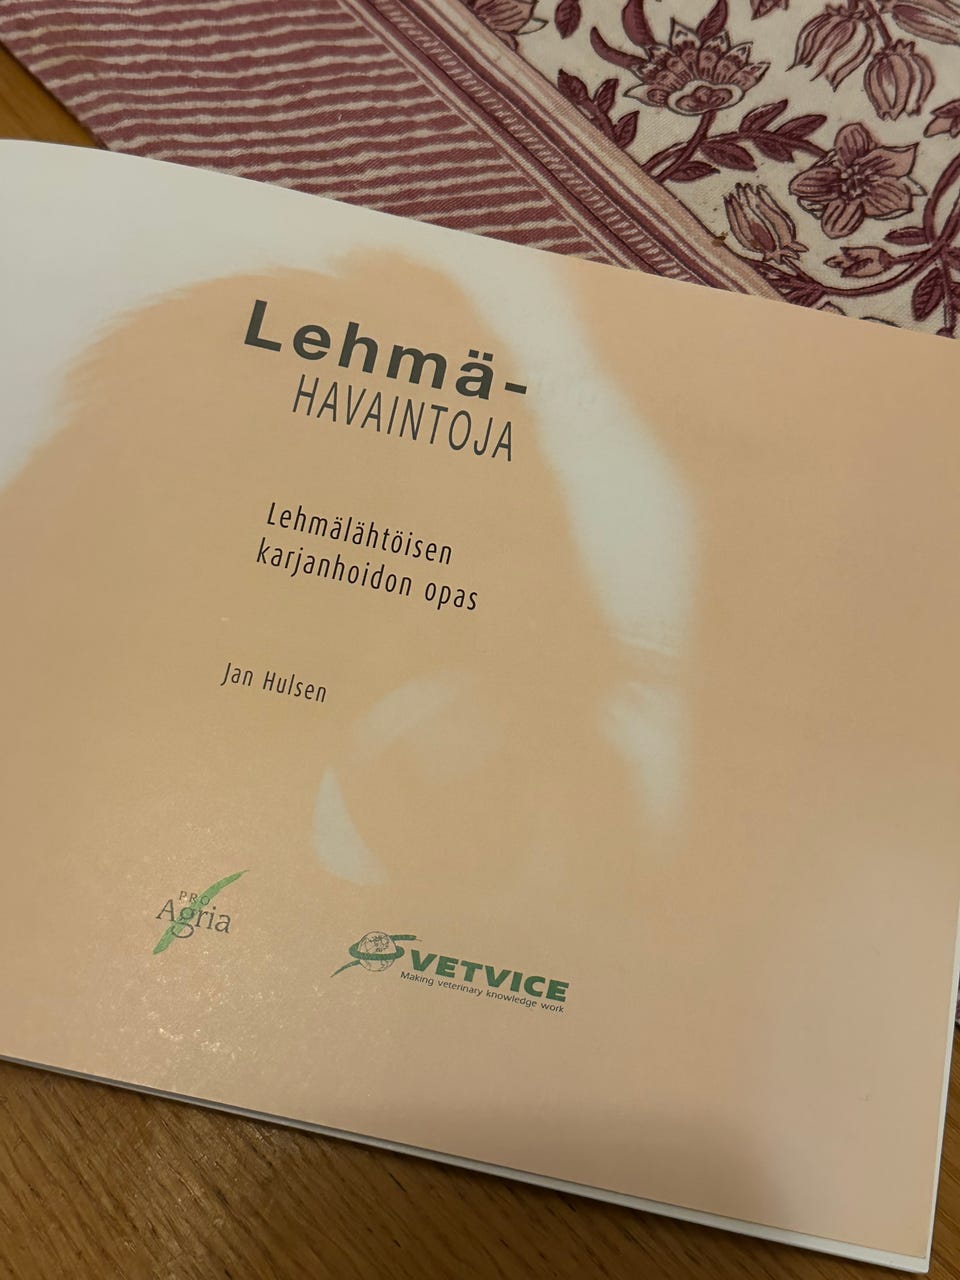 Lehmä-
HAVAINTOJA
Lehmälähtöisen
karjanhoidon opas
Jan Hulsen
PRO
Agria
VETVICE
Making veterinary knowledge work